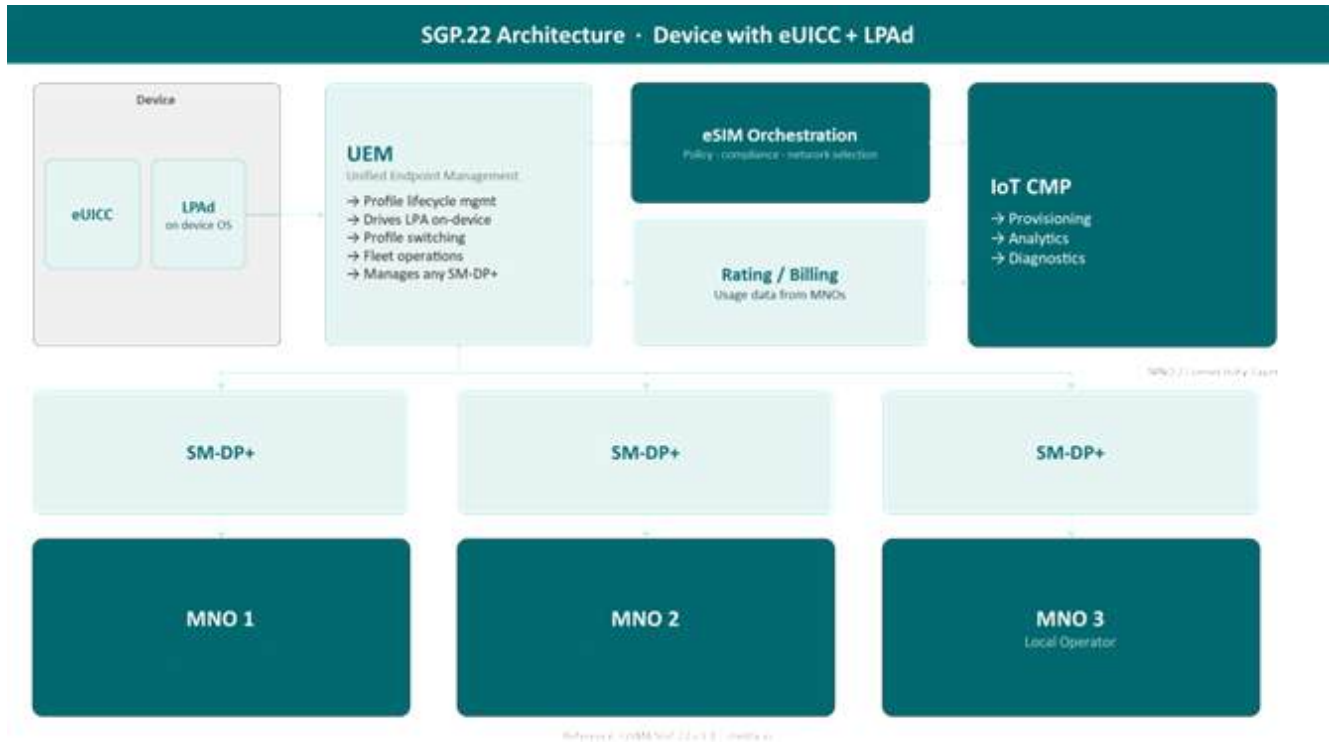 SGP.22 Architecture · Device with eUICC + LPAd
Device
eUICC
LPAd
on device OS
UEM
Unified Endpoint Management
→ Profile lifecycle mgmt
→ Drives LPA on-device
→ Profile switching
→ Fleet operations
→ Manages any SM-DP+
eSIM Orchestration
Policy · compliance · network selection
Rating / Billing
Usage data from MNOs
IoT CMP
→ Provisioning
→ Analytics
→ Diagnostics
SM-DP+
SM-DP+
SM-DP+
MNO 1
MNO 2
MNO 3
Local Operator